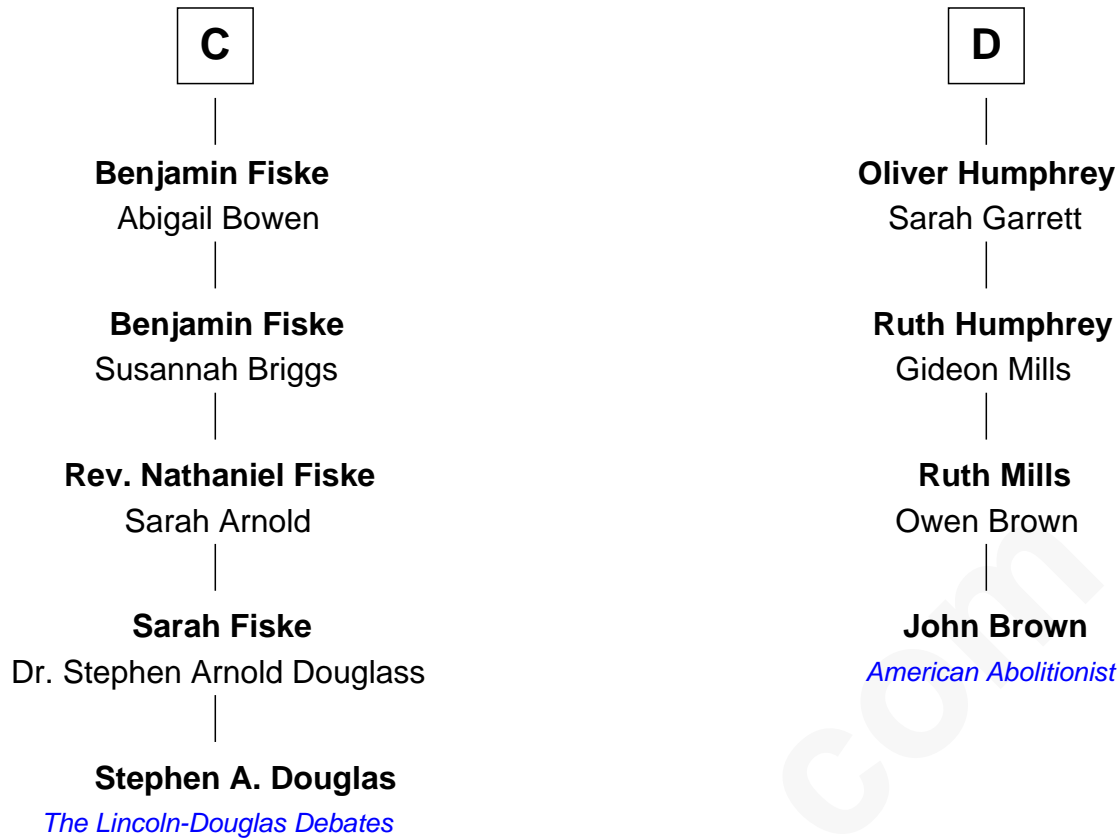 C
Benjamin Fiske
Abigail Bowen
Benjamin Fiske
Susannah Briggs
Rev. Nathaniel Fiske
Sarah Arnold
Sarah Fiske
Dr. Stephen Arnold Douglass
Stephen A. Douglas
The Lincoln-Douglas Debates
D
Oliver Humphrey
Sarah Garrett
Ruth Humphrey
Gideon Mills
Ruth Mills
Owen Brown
John Brown
American Abolitionist
com